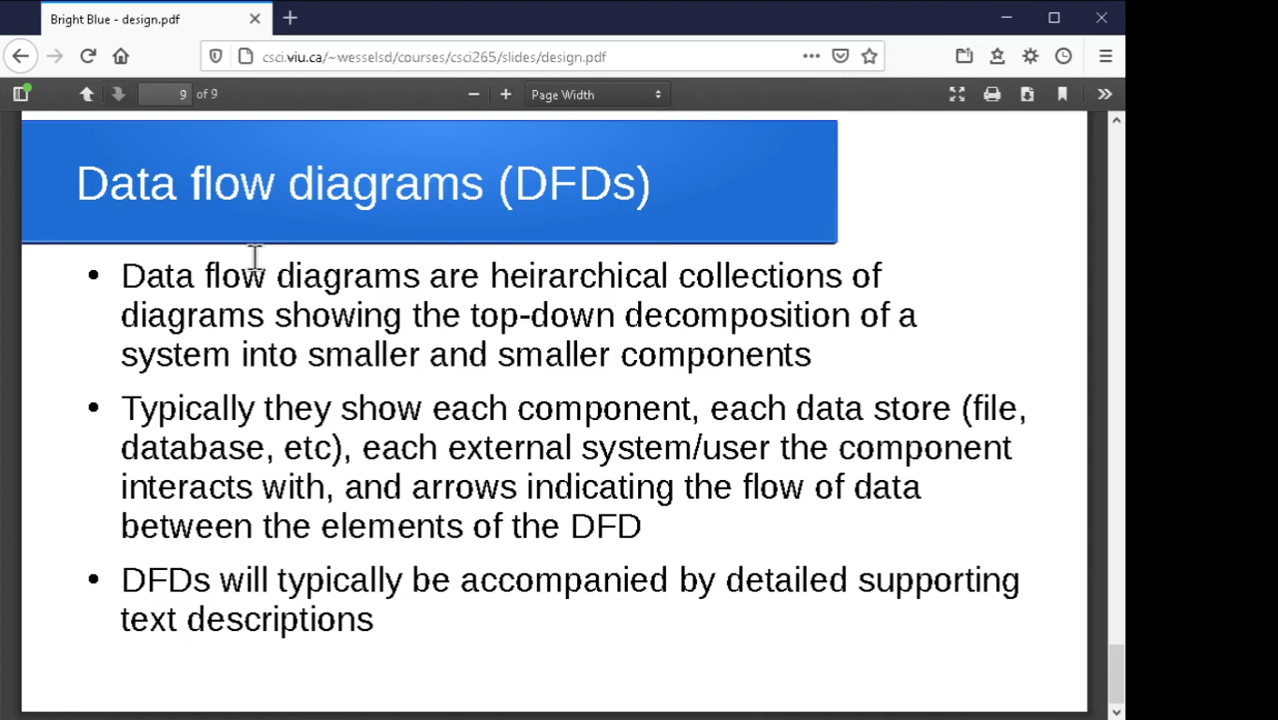 Bright Blue - design.pdf
csci.viu.ca/~wesselsd/courses/csci265/slides/design.pdf
9 of 9
Page Width
Data flow diagrams (DFDs)
• Data flow diagrams are heirarchical collections of
diagrams showing the top-down decomposition of a
system into smaller and smaller components
• Typically they show each component, each data store (file,
database, etc), each external system/user the component
interacts with, and arrows indicating the flow of data
between the elements of the DFD
• DFDs will typically be accompanied by detailed supporting
text descriptions